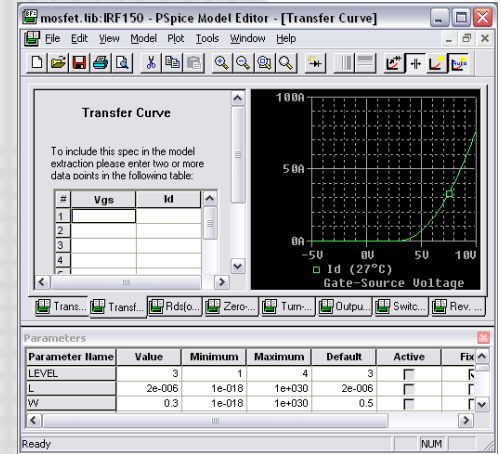 mosfet.lib:IRF150 - PSpice Model Editor - [Transfer Curve]
File Edit View Model Plot Tools Window Help
Transfer Curve
To include this spec in the model
extraction please enter two or more
data points in the following table:
# Vgs Id
1
2
3
4
100A
50A
0A
-5V 0V 5V 10V
Id (27°C)
Gate-Source Voltage
Trans... Transf... Rds(o... Zero-... Turn-... Outpu... Switc... Rev. ...
Parameters
Parameter Name Value Minimum Maximum Default Active Fix
LEVEL 3 1 4 3
L 2e-006 1e-018 1e+030 2e-006
W 0.3 1e-018 1e+030 0.5
Ready NUM